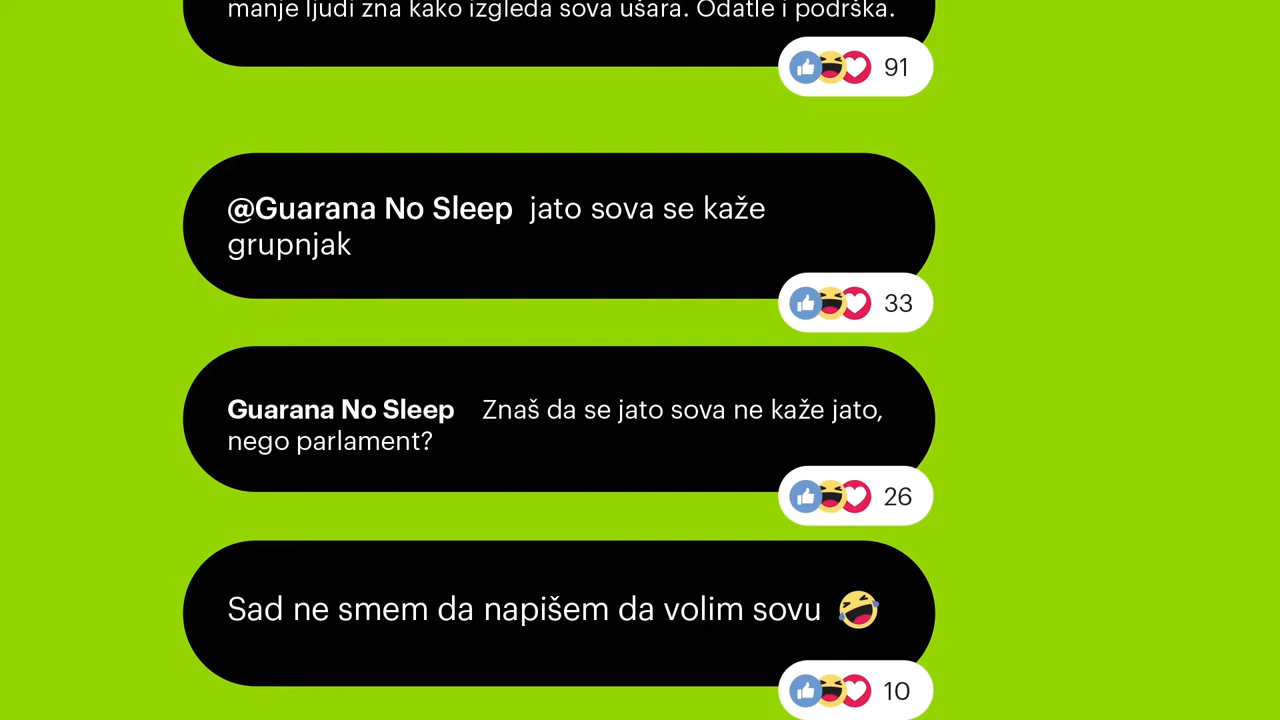 manje ljudi zna kako izgleda sova ušara. Odatle i podrška.
91
@Guarana No Sleep jato sova se kaže
grupnjak
33
Guarana No Sleep Znaš da se jato sova ne kaže jato,
nego parlament?
26
Sad ne smem da napišem da volim sovu 🤣
10